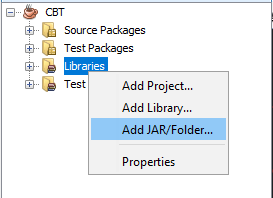 CBT
Source Packages
Test Packages
Libraries
Test
Add Project...
Add Library...
Add JAR/Folder...
Properties